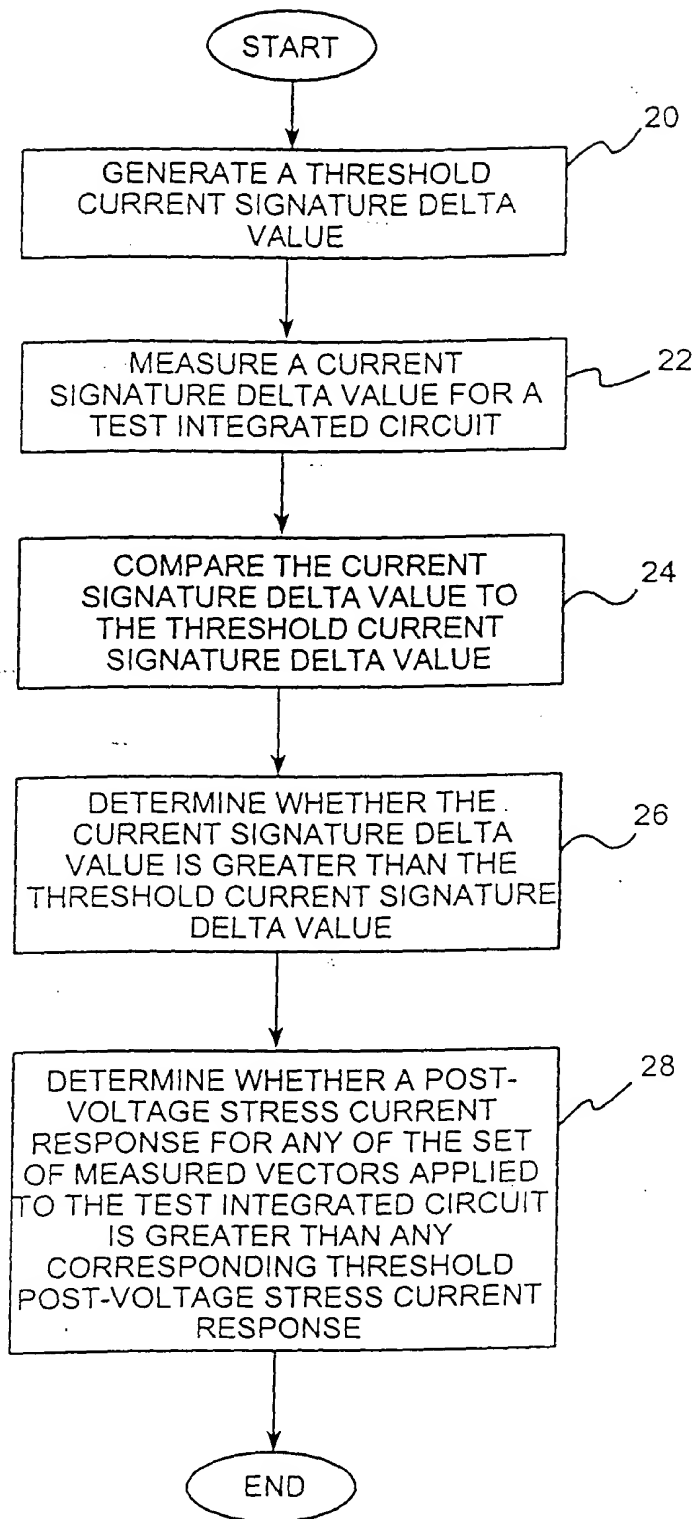 START
20
GENERATE A THRESHOLD
CURRENT SIGNATURE DELTA
VALUE
22
MEASURE A CURRENT
SIGNATURE DELTA VALUE FOR A
TEST INTEGRATED CIRCUIT
24
COMPARE THE CURRENT
SIGNATURE DELTA VALUE TO
THE THRESHOLD CURRENT
SIGNATURE DELTA VALUE
26
DETERMINE WHETHER THE
CURRENT SIGNATURE DELTA
VALUE IS GREATER THAN THE
THRESHOLD CURRENT SIGNATURE
DELTA VALUE
28
DETERMINE WHETHER A POST-
VOLTAGE STRESS CURRENT
RESPONSE FOR ANY OF THE SET
OF MEASURED VECTORS APPLIED
TO THE TEST INTEGRATED CIRCUIT
IS GREATER THAN ANY
CORRESPONDING THRESHOLD
POST-VOLTAGE STRESS CURRENT
RESPONSE
END